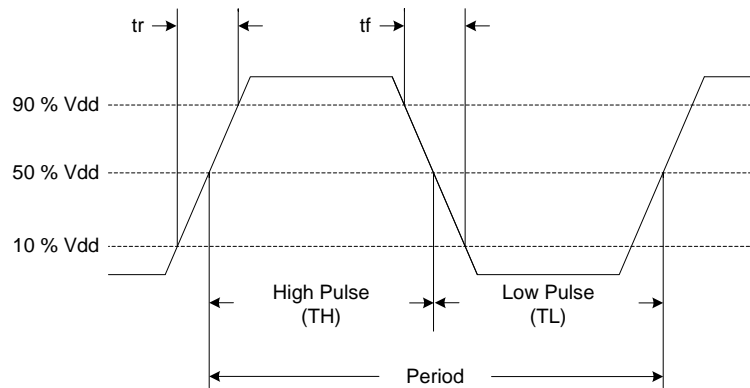 tr
tf
90 % Vdd
50 % Vdd
10 % Vdd
High Pulse
(TH)
Low Pulse
(TL)
Period